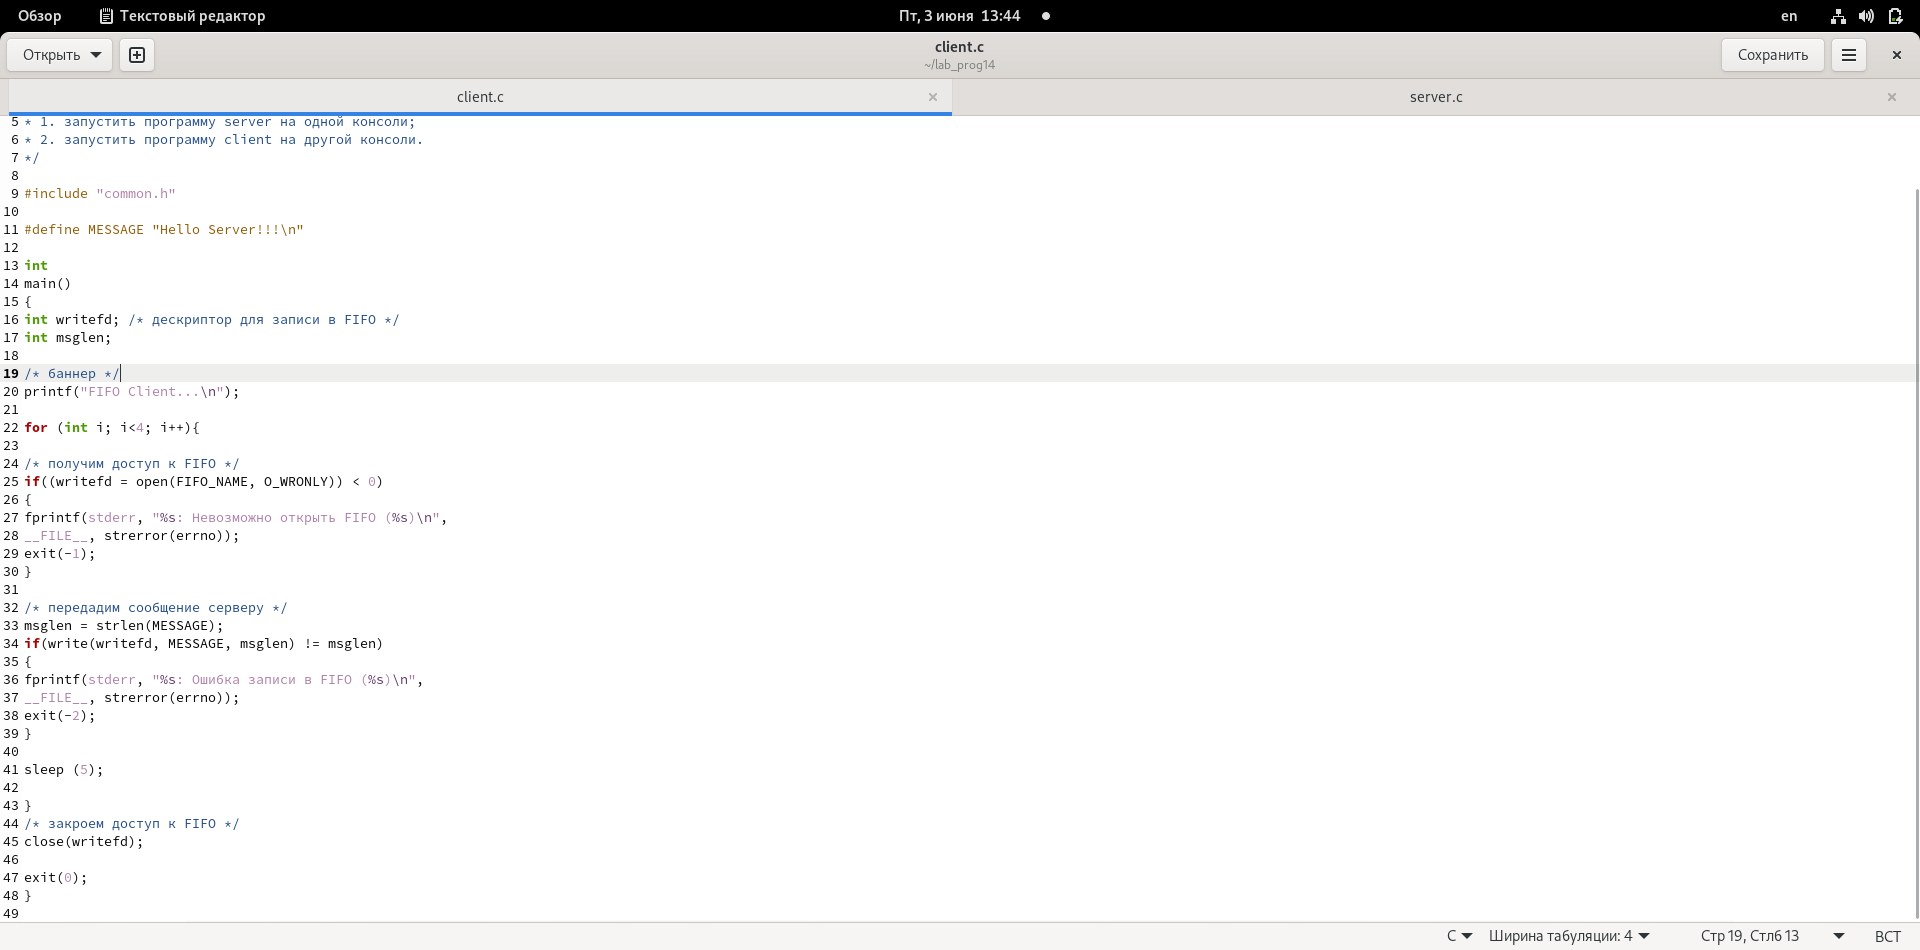 Обзор Текстовый редактор Пт, 3 июня 13:44 en
Открыть client.c Сохранить
~/lab_prog14
client.c server.c
5 * 1. запустить программу server на одной консоли;
6 * 2. запустить программу client на другой консоли.
7 */
8
9 #include "common.h"
10
11 #define MESSAGE "Hello Server!!!\n"
12
13 int
14 main()
15 {
16 int writefd; /* дескриптор для записи в FIFO */
17 int msglen;
18
19 /* баннер */
20 printf("FIFO Client...\n");
21
22 for (int i; i<4; i++){
23
24 /* получим доступ к FIFO */
25 if((writefd = open(FIFO_NAME, O_WRONLY)) < 0)
26 {
27 fprintf(stderr, "%s: Невозможно открыть FIFO (%s)\n",
28 __FILE__, strerror(errno));
29 exit(-1);
30 }
31
32 /* передадим сообщение серверу */
33 msglen = strlen(MESSAGE);
34 if(write(writefd, MESSAGE, msglen) != msglen)
35 {
36 fprintf(stderr, "%s: Ошибка записи в FIFO (%s)\n",
37 __FILE__, strerror(errno));
38 exit(-2);
39 }
40
41 sleep (5);
42
43 }
44 /* закроем доступ к FIFO */
45 close(writefd);
46
47 exit(0);
48 }
49
C Ширина табуляции: 4 Стр 19, Стлб 13 ВСТ